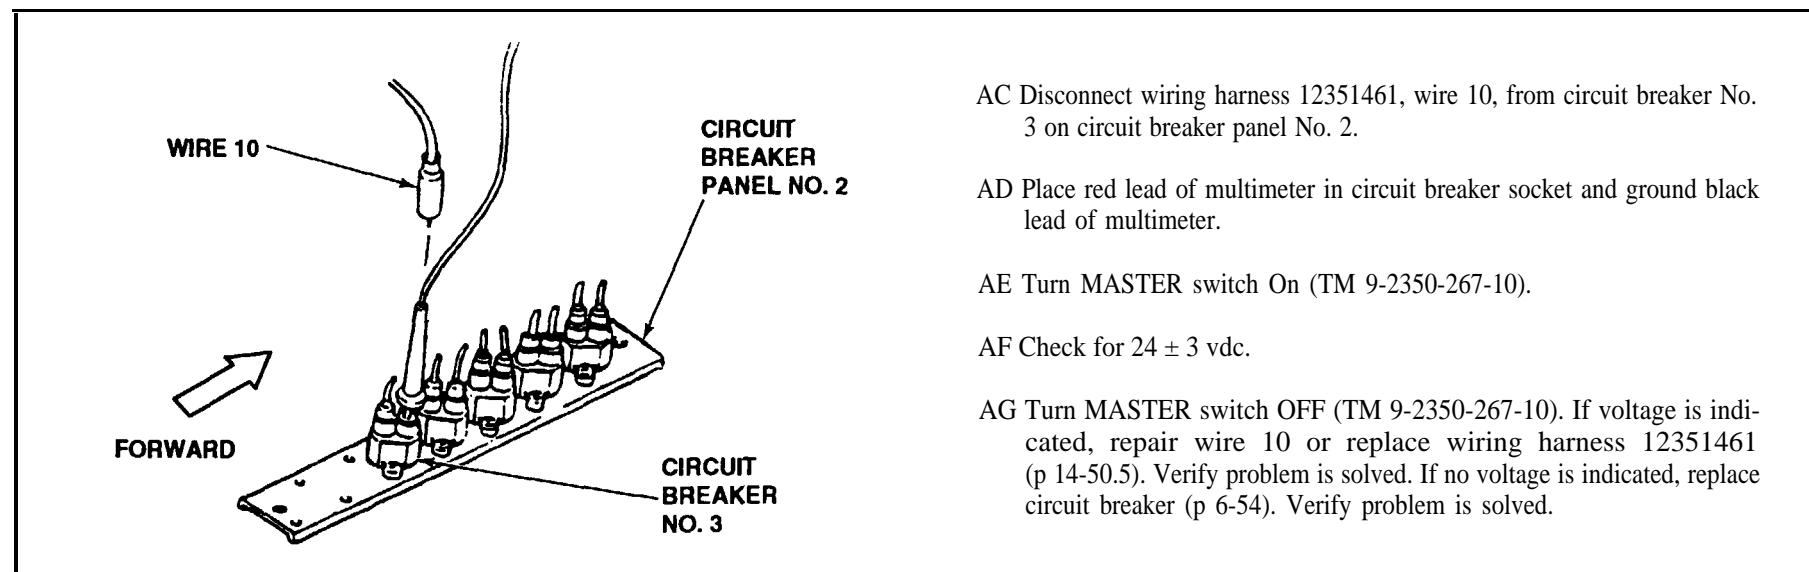 WIRE 10
CIRCUIT
BREAKER
PANEL NO. 2
FORWARD
CIRCUIT
BREAKER
NO. 3
AC Disconnect wiring harness 12351461, wire 10, from circuit breaker No.
3 on circuit breaker panel No. 2.
AD Place red lead of multimeter in circuit breaker socket and ground black
lead of multimeter.
AE Turn MASTER switch On (TM 9-2350-267-10).
AF Check for 24 ± 3 vdc.
AG Turn MASTER switch OFF (TM 9-2350-267-10). If voltage is indi-
cated, repair wire 10 or replace wiring harness 12351461
(p 14-50.5). Verify problem is solved. If no voltage is indicated, replace
circuit breaker (p 6-54). Verify problem is solved.